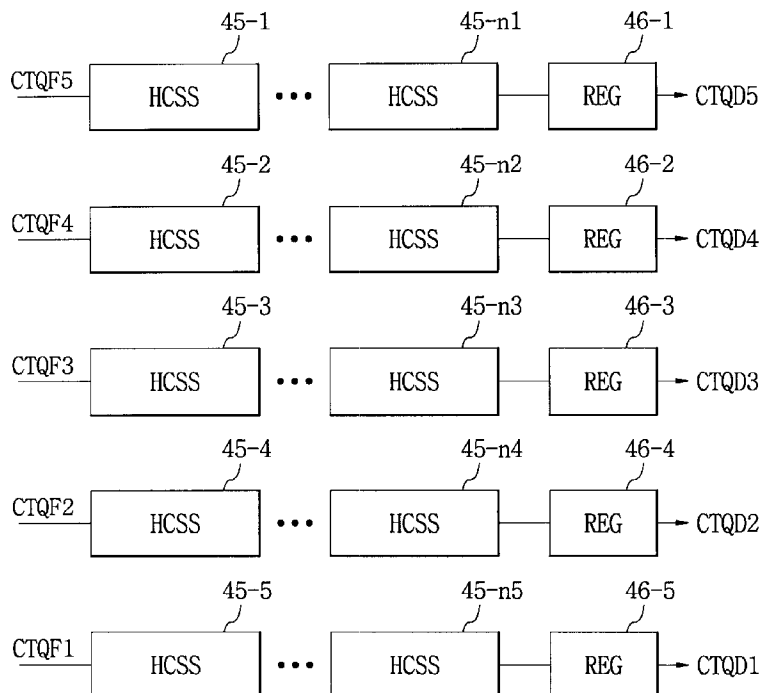 45-1 45-n1 46-1
CTQF5 HCSS ••• HCSS REG CTQD5
45-2 45-n2 46-2
CTQF4 HCSS ••• HCSS REG CTQD4
45-3 45-n3 46-3
CTQF3 HCSS ••• HCSS REG CTQD3
45-4 45-n4 46-4
CTQF2 HCSS ••• HCSS REG CTQD2
45-5 45-n5 46-5
CTQF1 HCSS ••• HCSS REG CTQD1